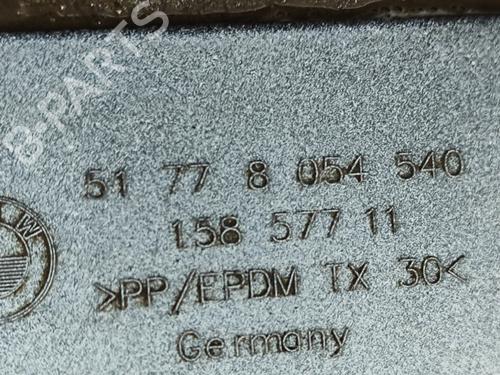 B-PARTS
51 77 8 054 540
158 577 11
>PP/EPDM TX 30<
Germany